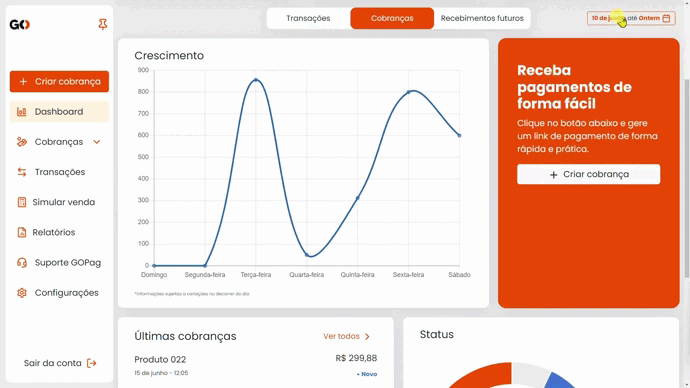 GO
Criar cobrança
Dashboard
Cobranças
Transações
Simular venda
Relatórios
Suporte GOPag
Configurações
Sair da conta
Transações
Cobranças
Recebimentos futuros
10 de junho até Ontem
Crescimento
900
800
700
600
500
400
300
200
100
0
Domingo
Segunda-feira
Terça-feira
Quarta-feira
Quinta-feira
Sexta-feira
Sábado
*Informações sujeitas a variações no decorrer do dia
Receba
pagamentos de
forma fácil
Clique no botão abaixo e gere
um link de pagamento de forma
rápida e prática.
Criar cobrança
Últimas cobranças
Ver todas
Produto 022
R$ 299,88
15 de junho - 12:05
• Novo
Status